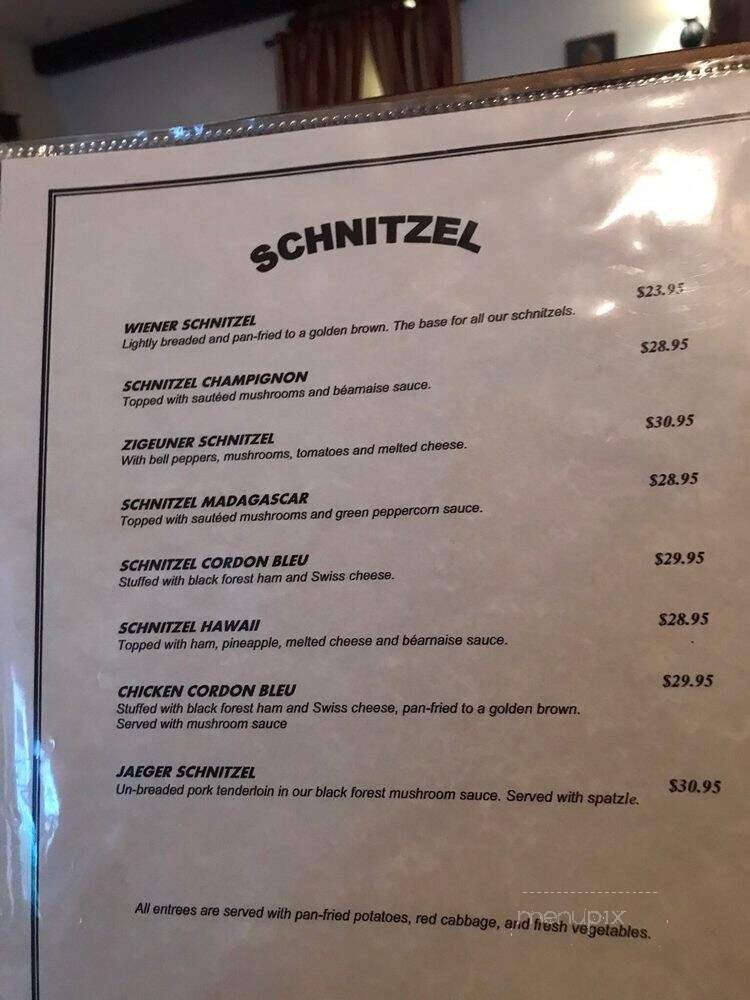 SCHNITZEL
WIENER SCHNITZEL $23.95
Lightly breaded and pan-fried to a golden brown. The base for all our schnitzels.
SCHNITZEL CHAMPIGNON $28.95
Topped with sautéed mushrooms and béarnaise sauce.
ZIGEUNER SCHNITZEL $30.95
With bell peppers, mushrooms, tomatoes and melted cheese.
SCHNITZEL MADAGASCAR $28.95
Topped with sautéed mushrooms and green peppercorn sauce.
SCHNITZEL CORDON BLEU $29.95
Stuffed with black forest ham and Swiss cheese.
SCHNITZEL HAWAII $28.95
Topped with ham, pineapple, melted cheese and béarnaise sauce.
CHICKEN CORDON BLEU $29.95
Stuffed with black forest ham and Swiss cheese, pan-fried to a golden brown.
Served with mushroom sauce
JAEGER SCHNITZEL $30.95
Un-breaded pork tenderloin in our black forest mushroom sauce. Served with spatzle.
All entrees are served with pan-fried potatoes, red cabbage, and fresh vegetables.
menupix